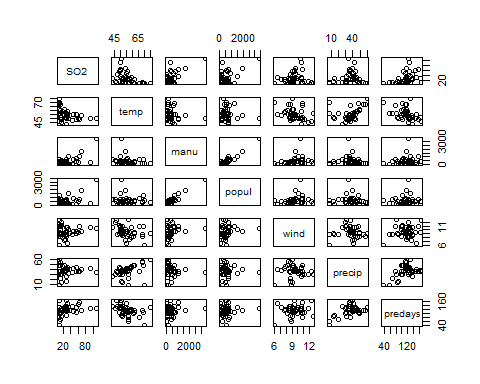 45 65 0 2000 10 40
SO2 20
45 70 temp
manu 0 3000
0 3000 popul
wind 6 11
10 60 precip
predays 40 160
20 80 0 2000 6 9 12 40 120